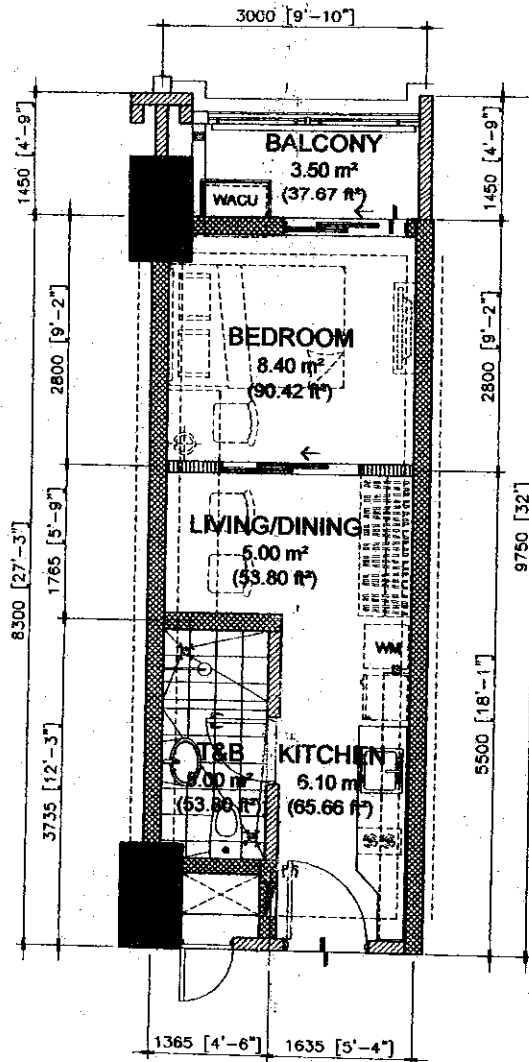 3000 [9'-10"]
1450 [4'-9"]
1450 [4'-9"]
BALCONY
3.50 m²
(37.67 ft²)
WACU
2800 [9'-2"]
2800 [9'-2"]
BEDROOM
8.40 m²
(90.42 ft²)
8300 [27'-3"]
1765 [5'-9"]
9750 [32"]
LIVING/DINING
5.00 m²
(53.80 ft²)
WM
3735 [12'-3"]
5500 [18'-1"]
T&B
5.00 m²
(53.80 ft²)
KITCHEN
6.10 m²
(65.66 ft²)
1365 [4'-6"]
1635 [5'-4"]